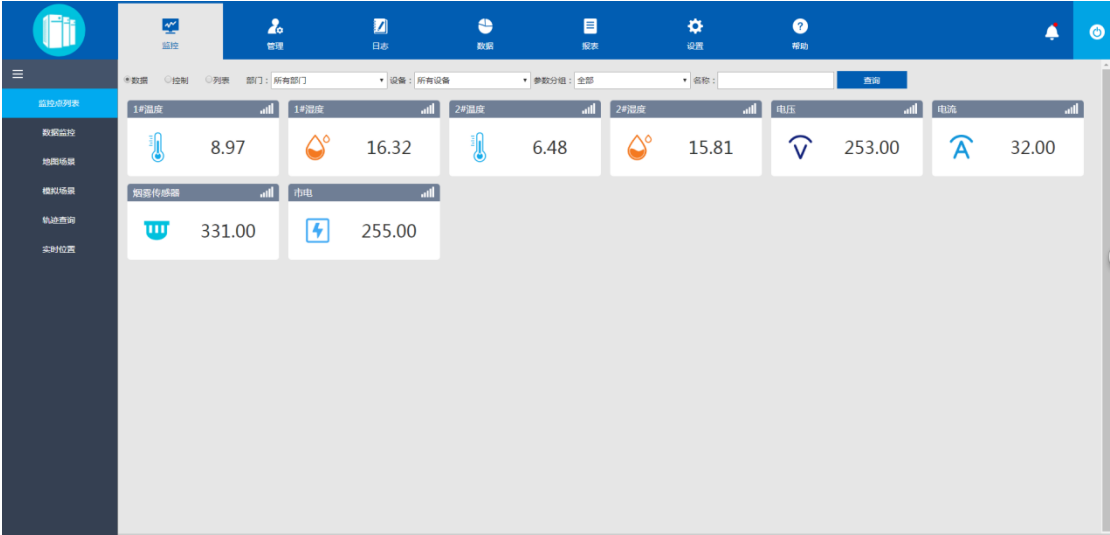 监控
管理
日志
数据
报表
设置
帮助
数据 控制 列表 部门： 所有部门 设备： 所有设备 参数分组： 全部 名称： 查询
监控点列表
数据监控
地图场景
模拟场景
轨迹查询
实时位置
1#温度
8.97
1#湿度
16.32
2#温度
6.48
2#湿度
15.81
电压
V
253.00
电流
A
32.00
烟雾传感器
331.00
市电
255.00